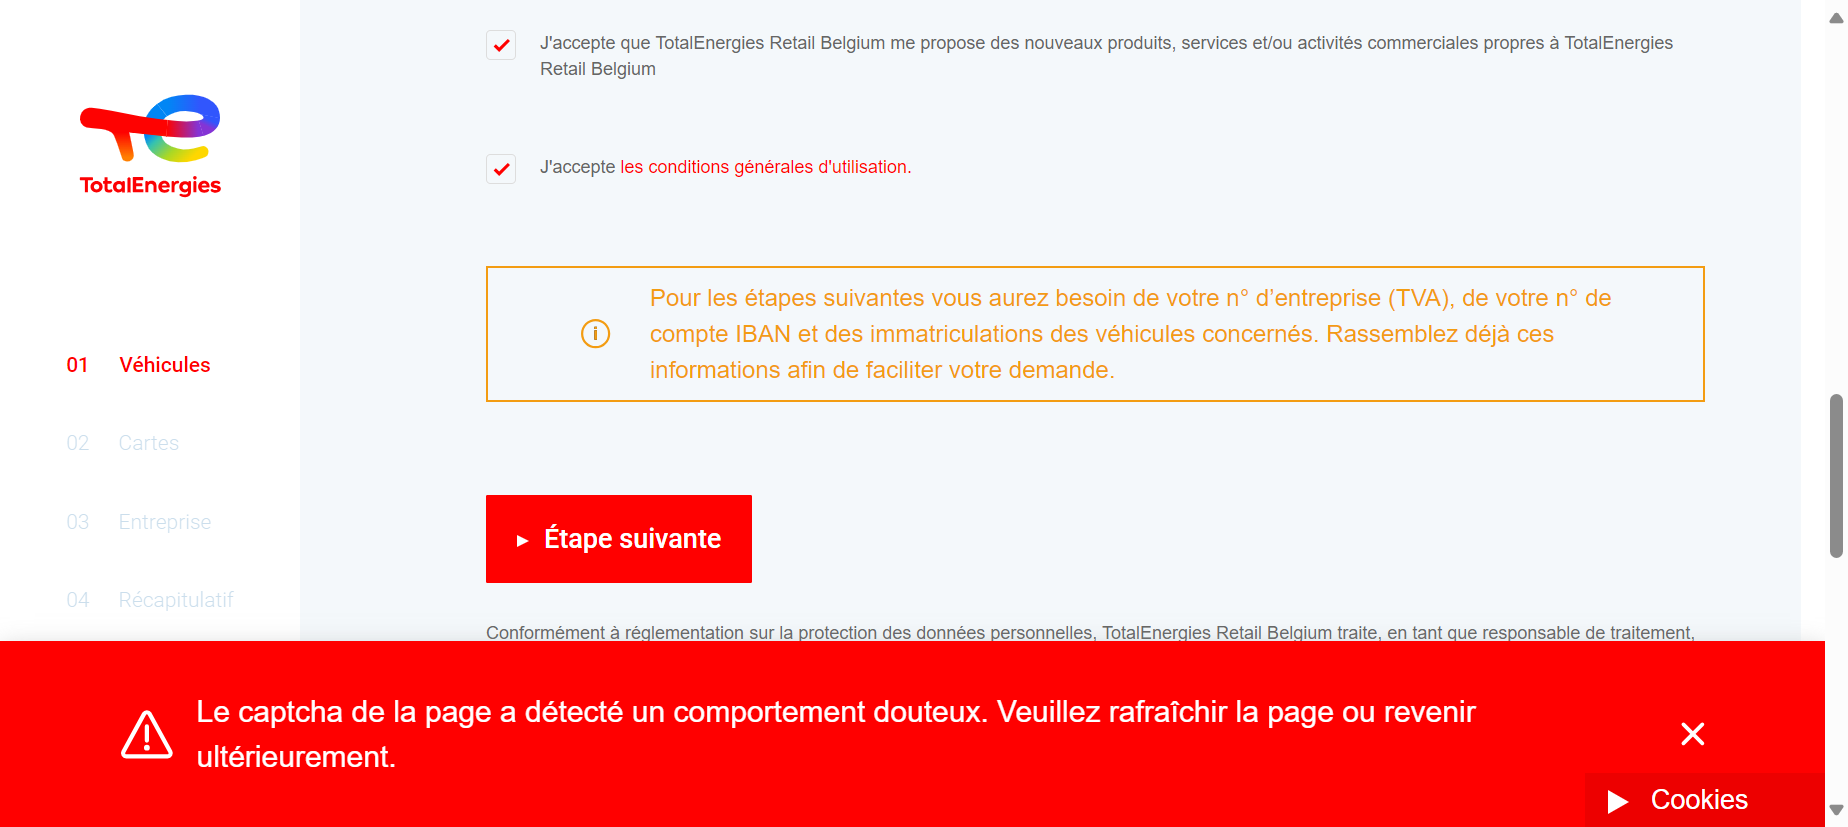 J'accepte que TotalEnergies Retail Belgium me propose des nouveaux produits, services et/ou activités commerciales propres à TotalEnergies
Retail Belgium
TotalEnergies
J'accepte les conditions générales d'utilisation.
Pour les étapes suivantes vous aurez besoin de votre n° d’entreprise (TVA), de votre n° de
compte IBAN et des immatriculations des véhicules concernés. Rassemblez déjà ces
informations afin de faciliter votre demande.
01 Véhicules
02 Cartes
03 Entreprise
04 Récapitulatif
Étape suivante
Conformément à réglementation sur la protection des données personnelles, TotalEnergies Retail Belgium traite, en tant que responsable de traitement,
Le captcha de la page a détecté un comportement douteux. Veuillez rafraîchir la page ou revenir
ultérieurement.
Cookies